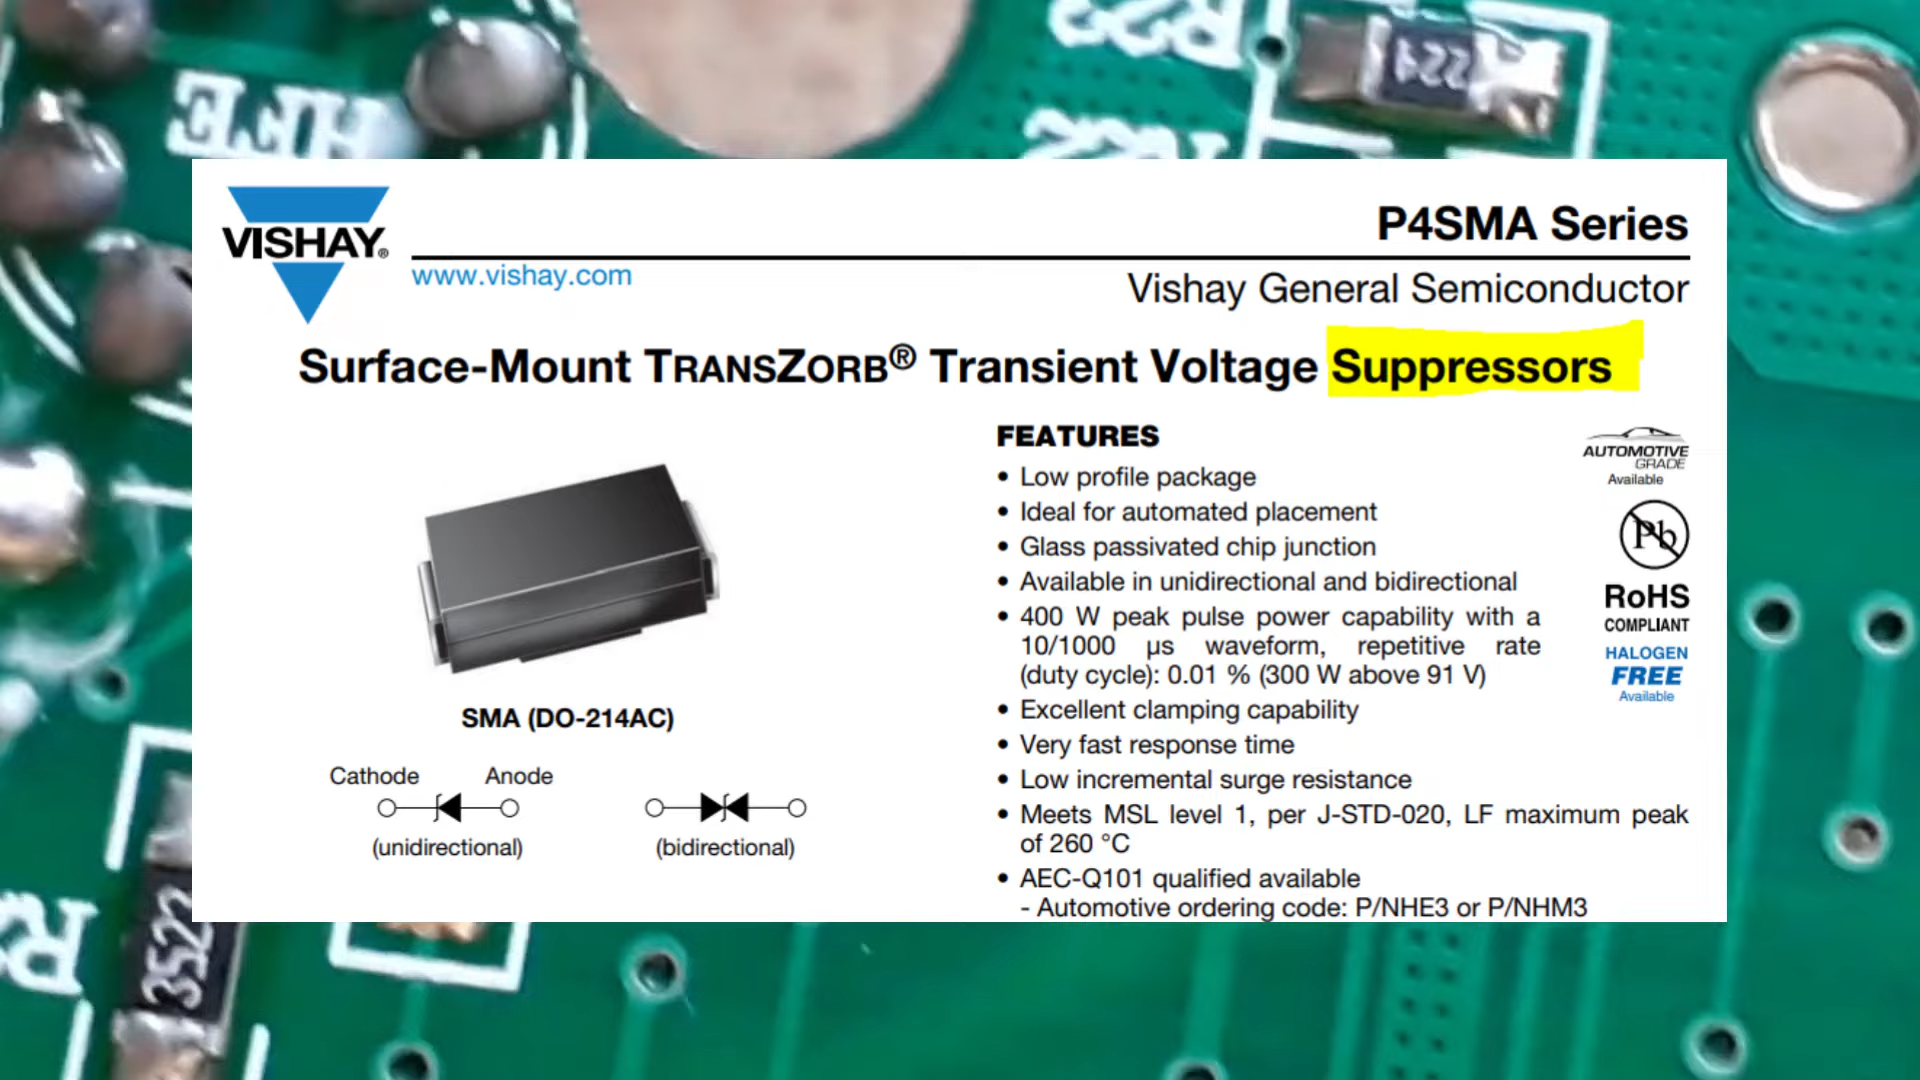 HFE
R22
224
VISHAY®
www.vishay.com
P4SMA Series
Vishay General Semiconductor
Surface-Mount TRANSZORB® Transient Voltage Suppressors
SMA (DO-214AC)
Cathode Anode
(unidirectional) (bidirectional)
FEATURES
• Low profile package
• Ideal for automated placement
• Glass passivated chip junction
• Available in unidirectional and bidirectional
• 400 W peak pulse power capability with a
10/1000 μs waveform, repetitive rate
(duty cycle): 0.01 % (300 W above 91 V)
• Excellent clamping capability
• Very fast response time
• Low incremental surge resistance
• Meets MSL level 1, per J-STD-020, LF maximum peak
of 260 °C
• AEC-Q101 qualified available
- Automotive ordering code: P/NHE3 or P/NHM3
AUTOMOTIVE
GRADE
Available
Pb
RoHS
COMPLIANT
HALOGEN
FREE
Available
3522